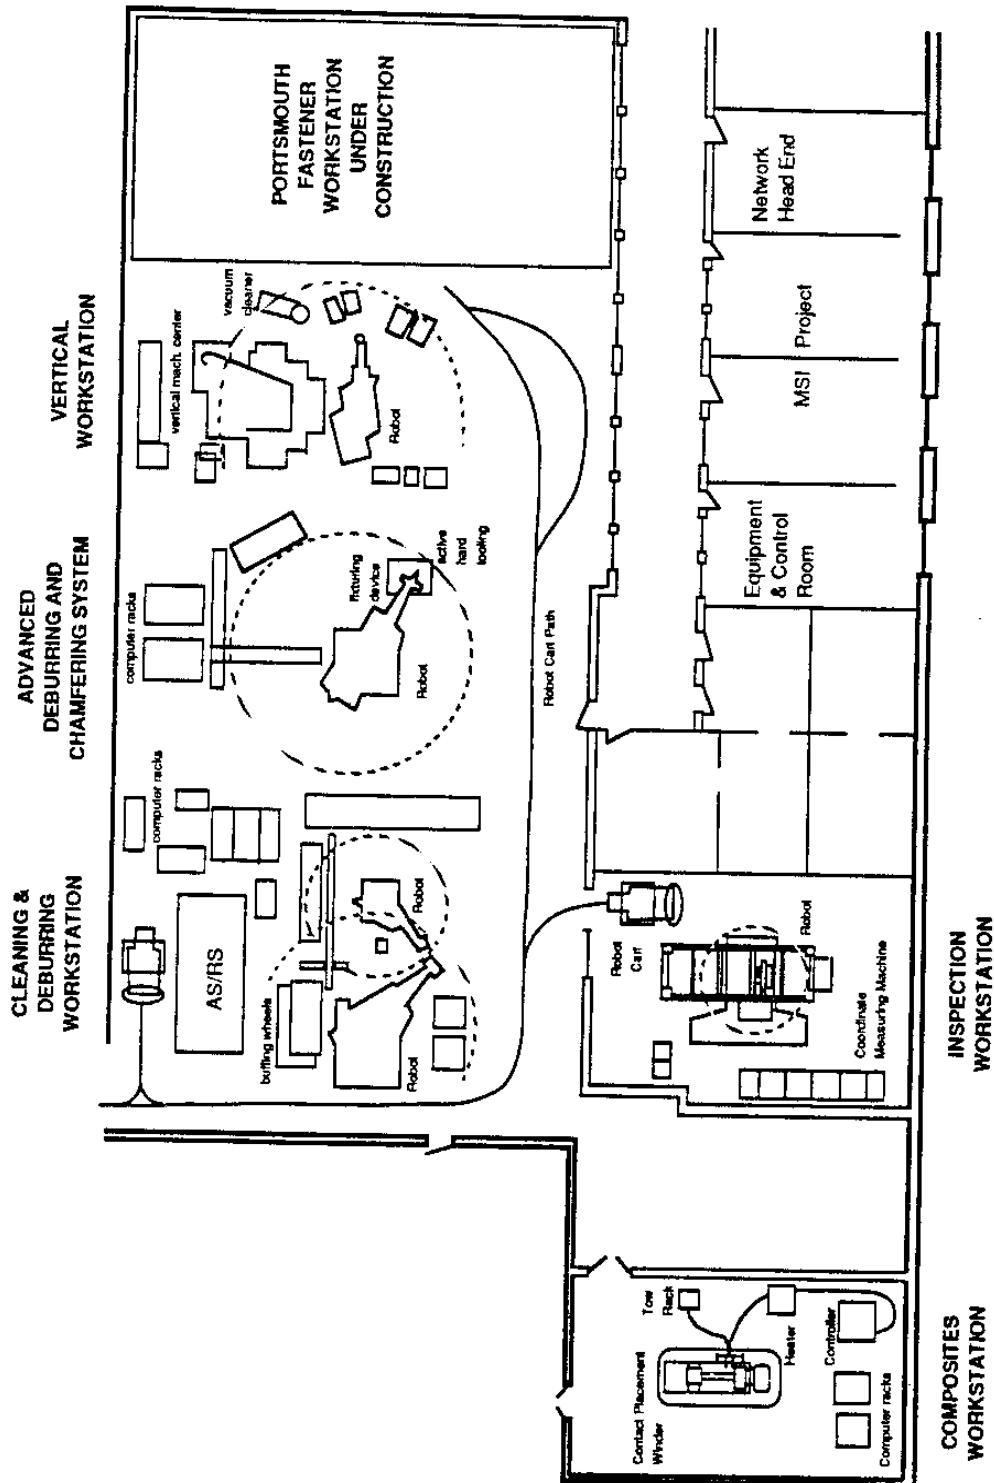 CLEANING &
DEBURRING
WORKSTATION
ADVANCED
DEBURRING AND
CHAMFERING SYSTEM
VERTICAL
WORKSTATION
PORTSMOUTH
FASTENER
WORKSTATION
UNDER
CONSTRUCTION
AS/RS
computer racks
buffing wheels
Robot
Robot
computer racks
Robot
fixturing
device
active
hard
tooling
vertical mach. center
vacuum
cleaner
Robot
Robot Cart Path
Robot
Cart
Robot
Coordinate
Measuring Machine
Equipment
& Control
Room
MSI Project
Network
Head End
Tow
Rack
Contact Placement
Winder
Heater
Controller
Computer racks
COMPOSITES
WORKSTATION
INSPECTION
WORKSTATION